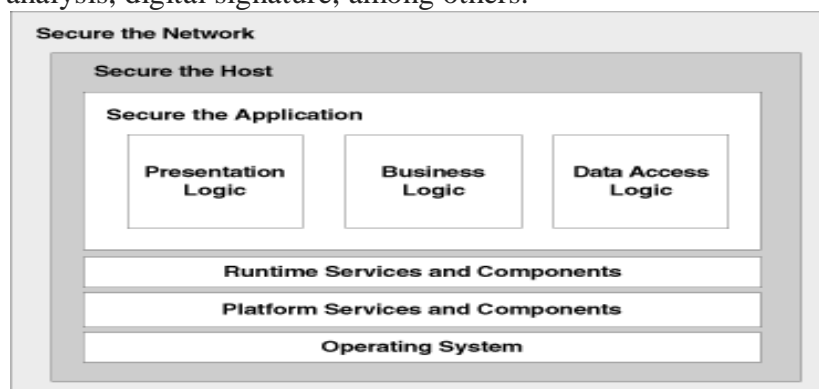 analysis, digital signature, among others.
Secure the Network
Secure the Host
Secure the Application
Presentation
Logic
Business
Logic
Data Access
Logic
Runtime Services and Components
Platform Services and Components
Operating System